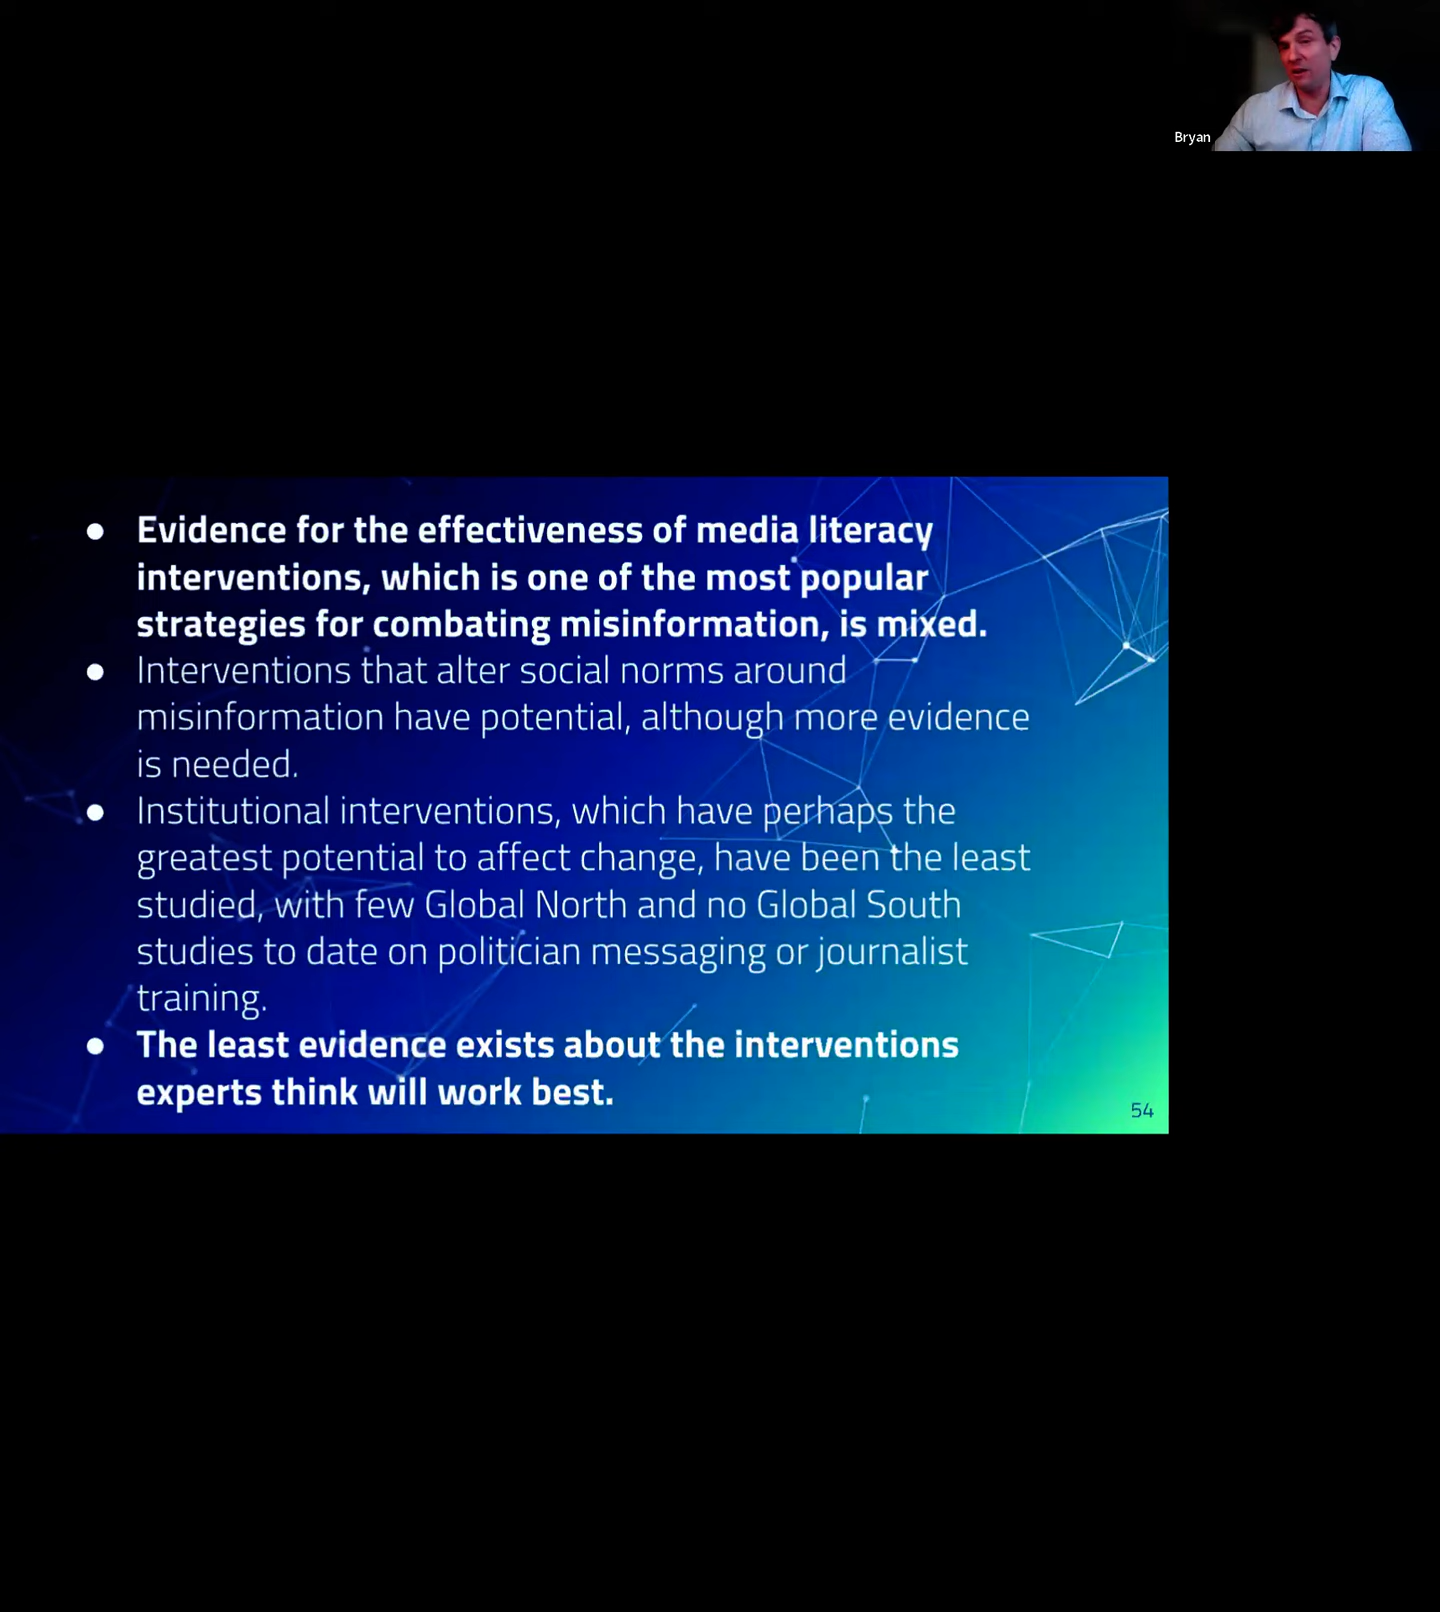 Bryan
● Evidence for the effectiveness of media literacy
interventions, which is one of the most popular
strategies for combating misinformation, is mixed.
● Interventions that alter social norms around
misinformation have potential, although more evidence
is needed.
● Institutional interventions, which have perhaps the
greatest potential to affect change, have been the least
studied, with few Global North and no Global South
studies to date on politician messaging or journalist
training.
● The least evidence exists about the interventions
experts think will work best.
54